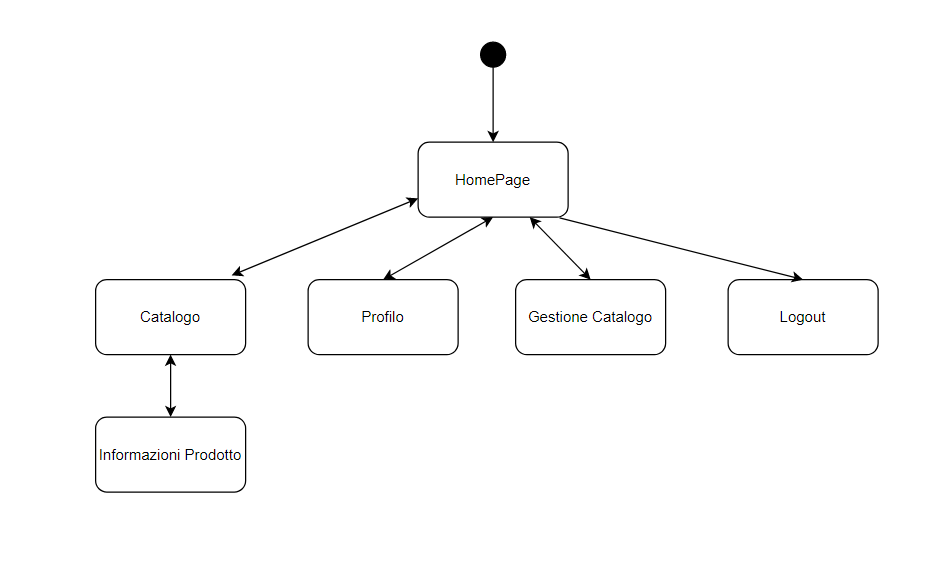 HomePage
Catalogo
Profilo
Gestione Catalogo
Logout
Informazioni Prodotto